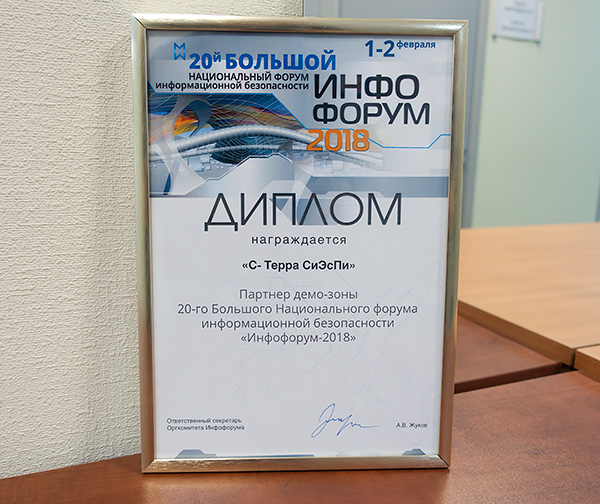 20й БОЛЬШОЙ
НАЦИОНАЛЬНЫЙ ФОРУМ
информационной безопасности
1-2 февраля
ИНФО
ФОРУМ
2018
ДИПЛОМ
награждается
«С- Терра СиЭсПи»
Партнер демо-зоны
20-го Большого Национального форума
информационной безопасности
«Инфофорум-2018»
Ответственный секретарь
Оргкомитета Инфофорума
А.В. Жуков